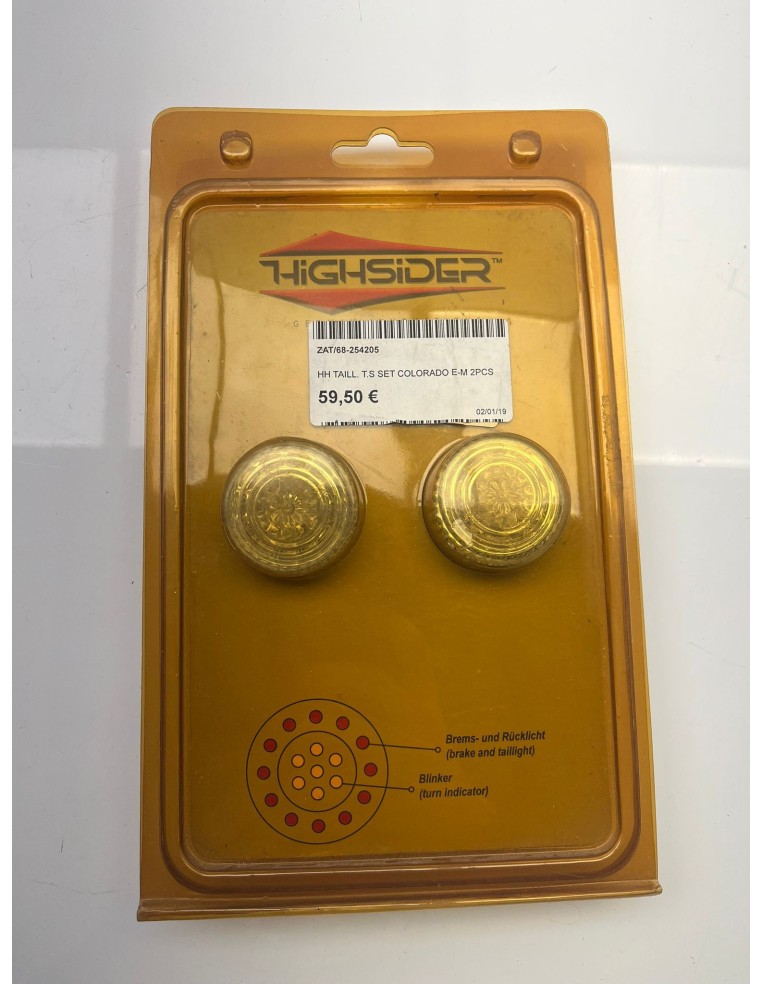 HiGHSiDER™
ZAT/68-254205
HH TAILL. T.S SET COLORADO E-M 2PCS
59,50 €
02/01/19
Brems- und Rücklicht
(brake and taillight)
Blinker
(turn indicator)